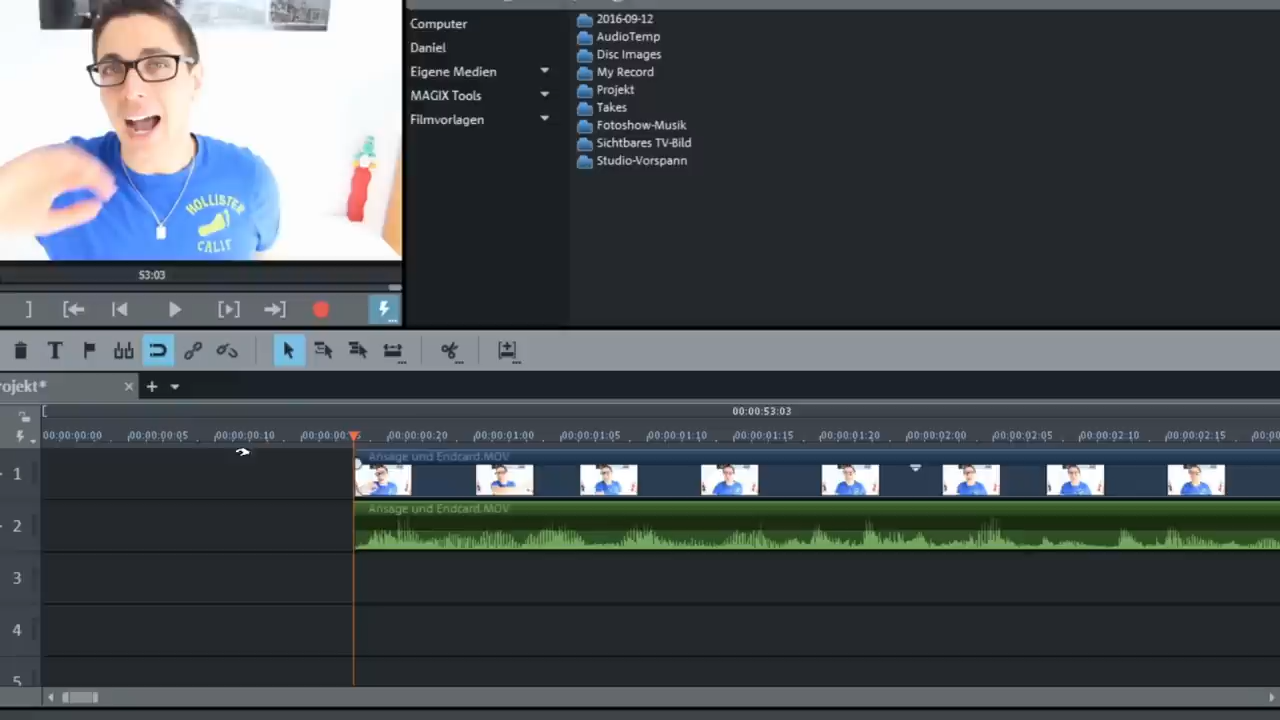 Computer
Daniel
Eigene Medien
MAGIX Tools
Filmvorlagen
2016-09-12
AudioTemp
Disc Images
My Record
Projekt
Takes
Fotoshow-Musik
Sichtbares TV-Bild
Studio-Vorspann
HOLLISTER
CALIF
53:03
rojekt*
00:00:53:03
00:00:00:00 00:00:00:05 00:00:00:10 00:00:00:20 00:00:01:00 00:00:01:05 00:00:01:10 00:00:01:15 00:00:01:20 00:00:02:00 00:00:02:05 00:00:02:10 00:00:02:15
Ansage und Endcard.MOV
1
Ansage und Endcard.MOV
2
3
4
5